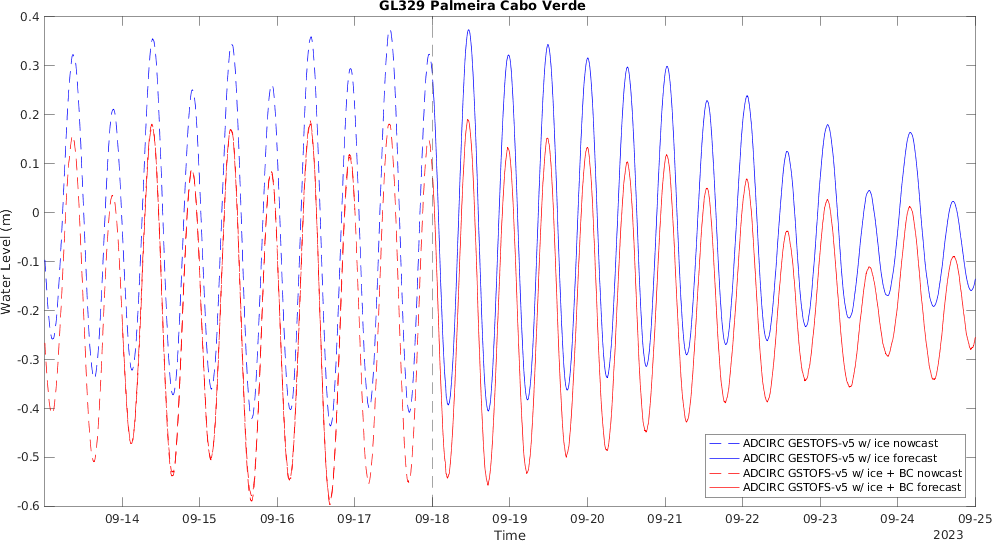 GL329 Palmeira Cabo Verde
0.4
0.3
0.2
0.1
0
-0.1
-0.2
-0.3
-0.4
-0.5
-0.6
Water Level (m)
ADCIRC GESTOFS-v5 w/ ice nowcast
ADCIRC GESTOFS-v5 w/ ice forecast
ADCIRC GSTOFS-v5 w/ ice + BC nowcast
ADCIRC GSTOFS-v5 w/ ice + BC forecast
09-14 09-15 09-16 09-17 09-18 09-19 09-20 09-21 09-22 09-23 09-24 09-25
Time
2023